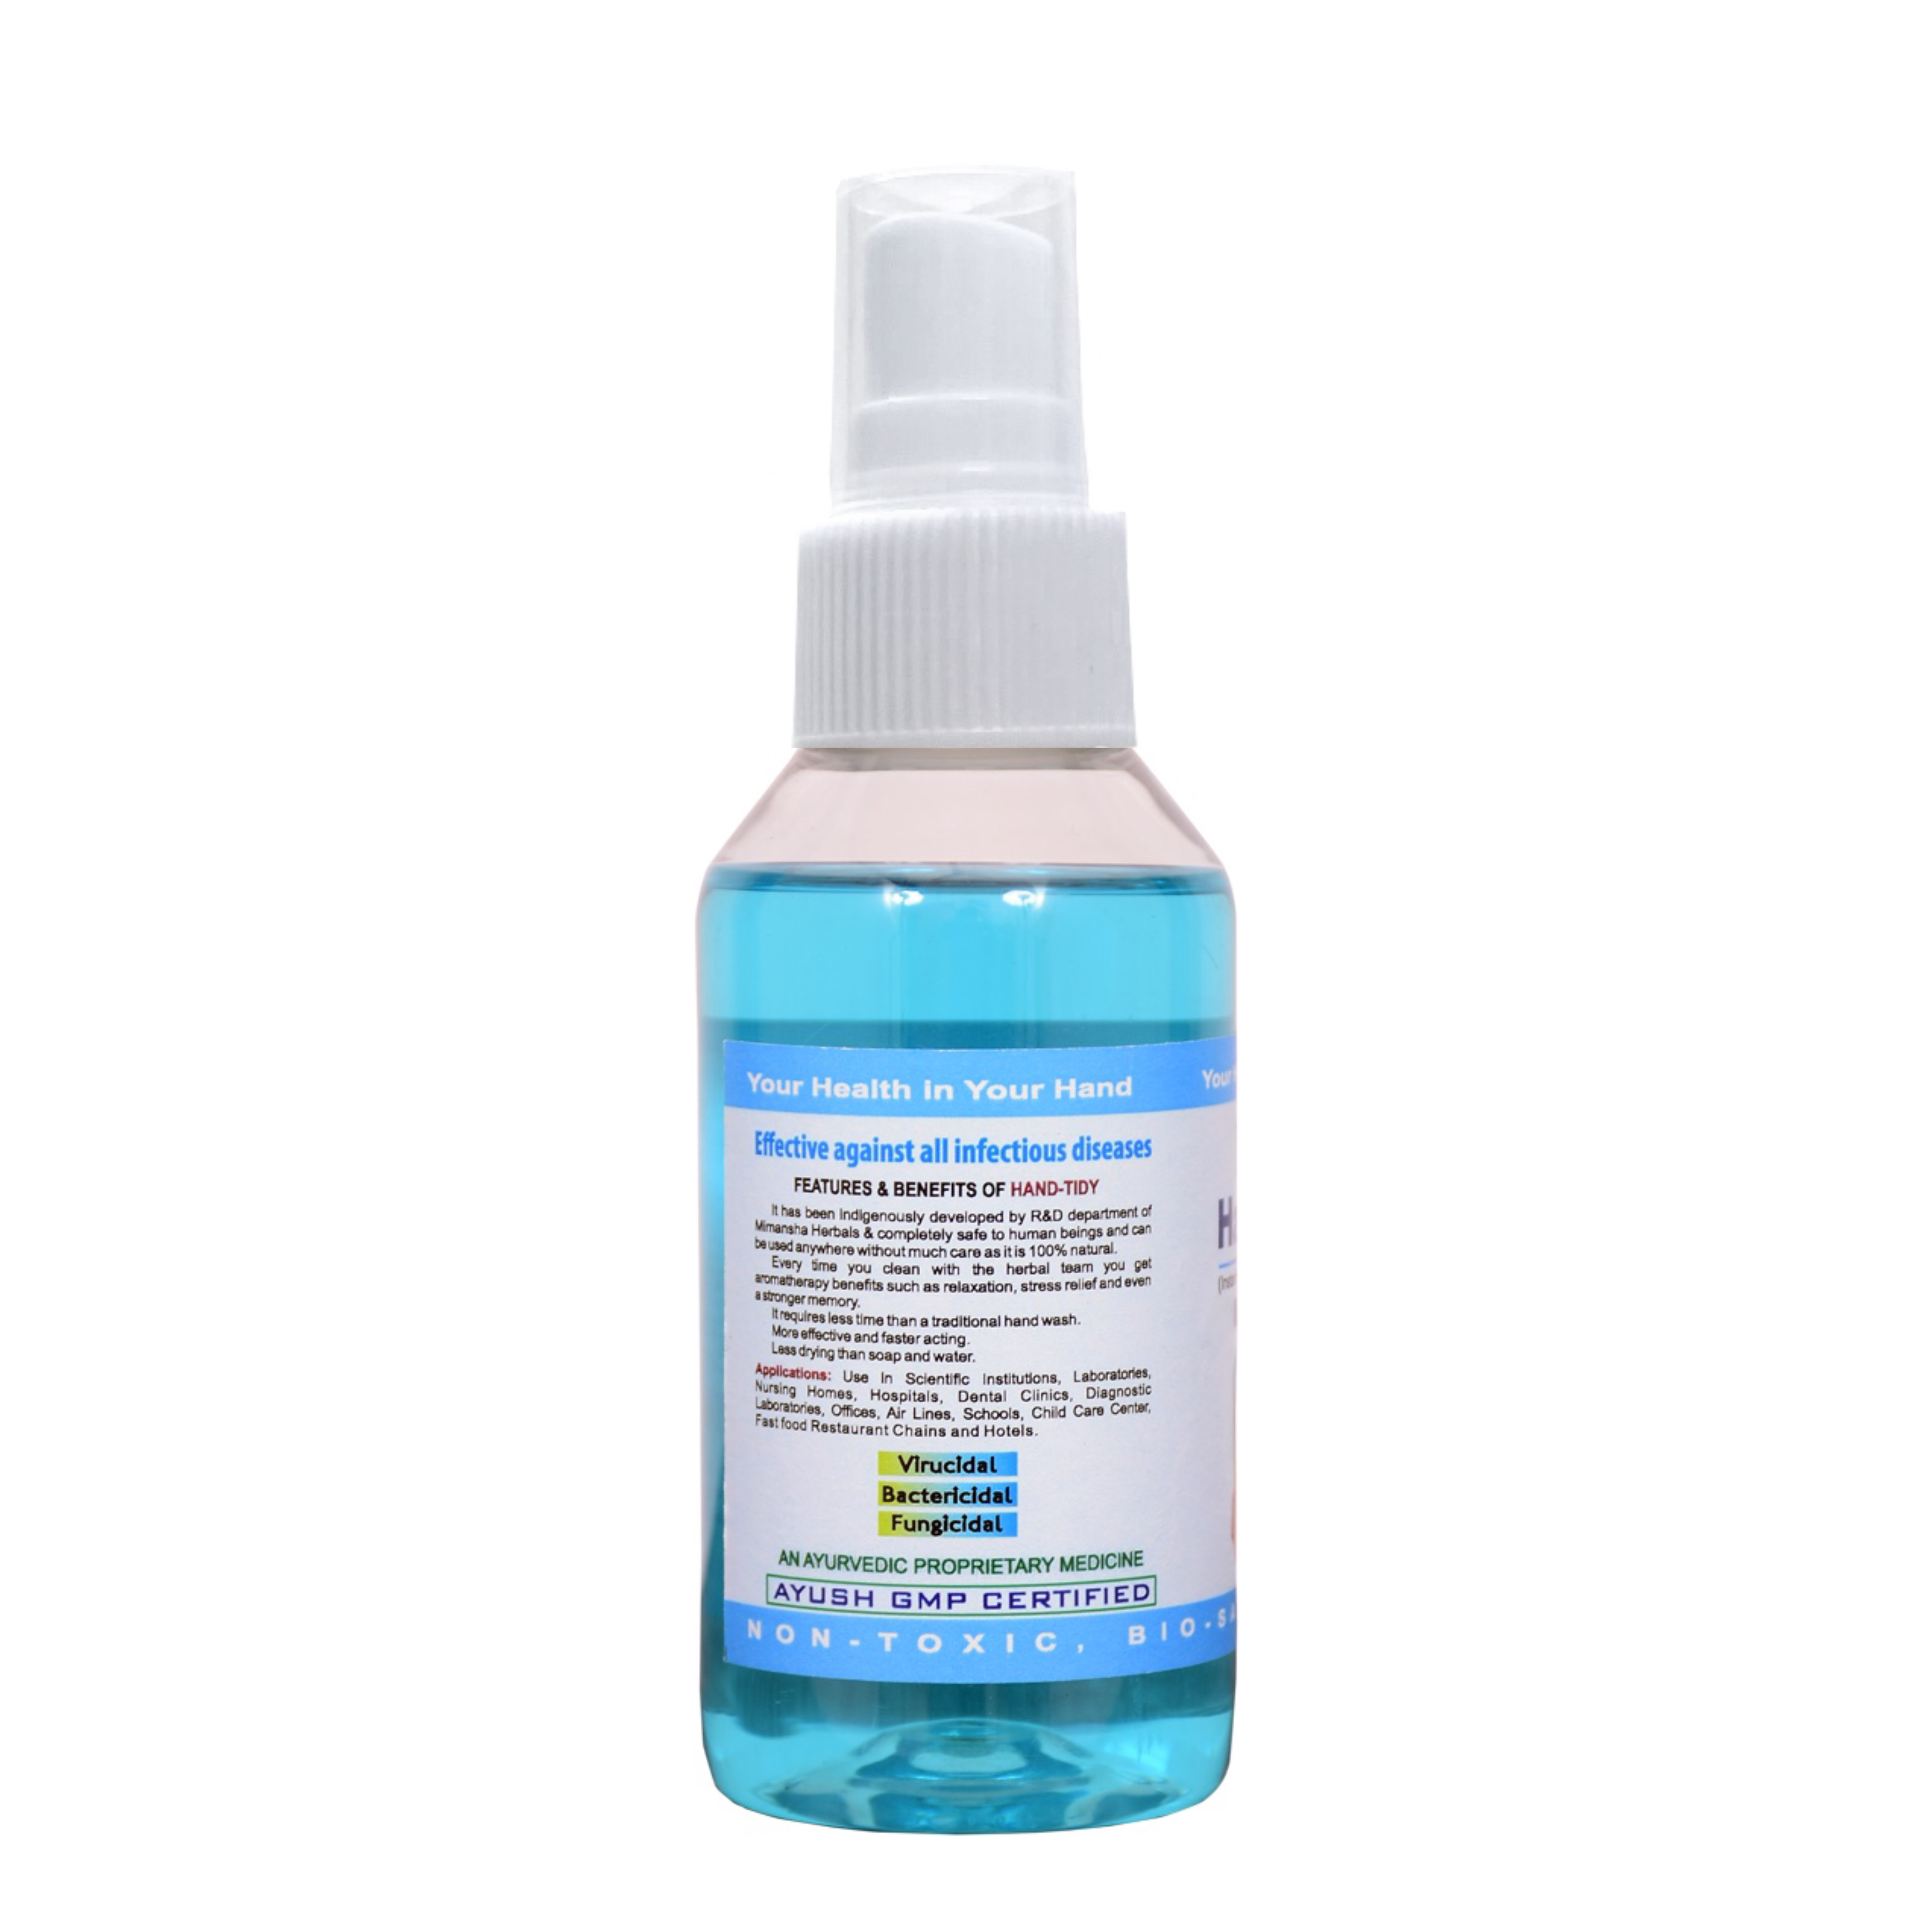 Your Health in Your Hand
Your
Effective against all infectious diseases
FEATURES & BENEFITS OF HAND-TIDY
It has been Indigenously developed by R&D department of
Mimansha Herbals & completely safe to human beings and can
be used anywhere without much care as it is 100% natural.
Every time you clean with the herbal team you get
aromatherapy benefits such as relaxation, stress relief and even
a stronger memory.
It requires less time than a traditional hand wash.
More effective and faster acting.
Less drying than soap and water.
Applications: Use In Scientific Institutions, Laboratories,
Nursing Homes, Hospitals, Dental Clinics, Diagnostic
Laboratories, Offices, Air Lines, Schools, Child Care Center,
Fast food Restaurant Chains and Hotels.
Virucidal
Bactericidal
Fungicidal
AN AYURVEDIC PROPRIETARY MEDICINE
AYUSH GMP CERTIFIED
NON-TOXIC, BIO-